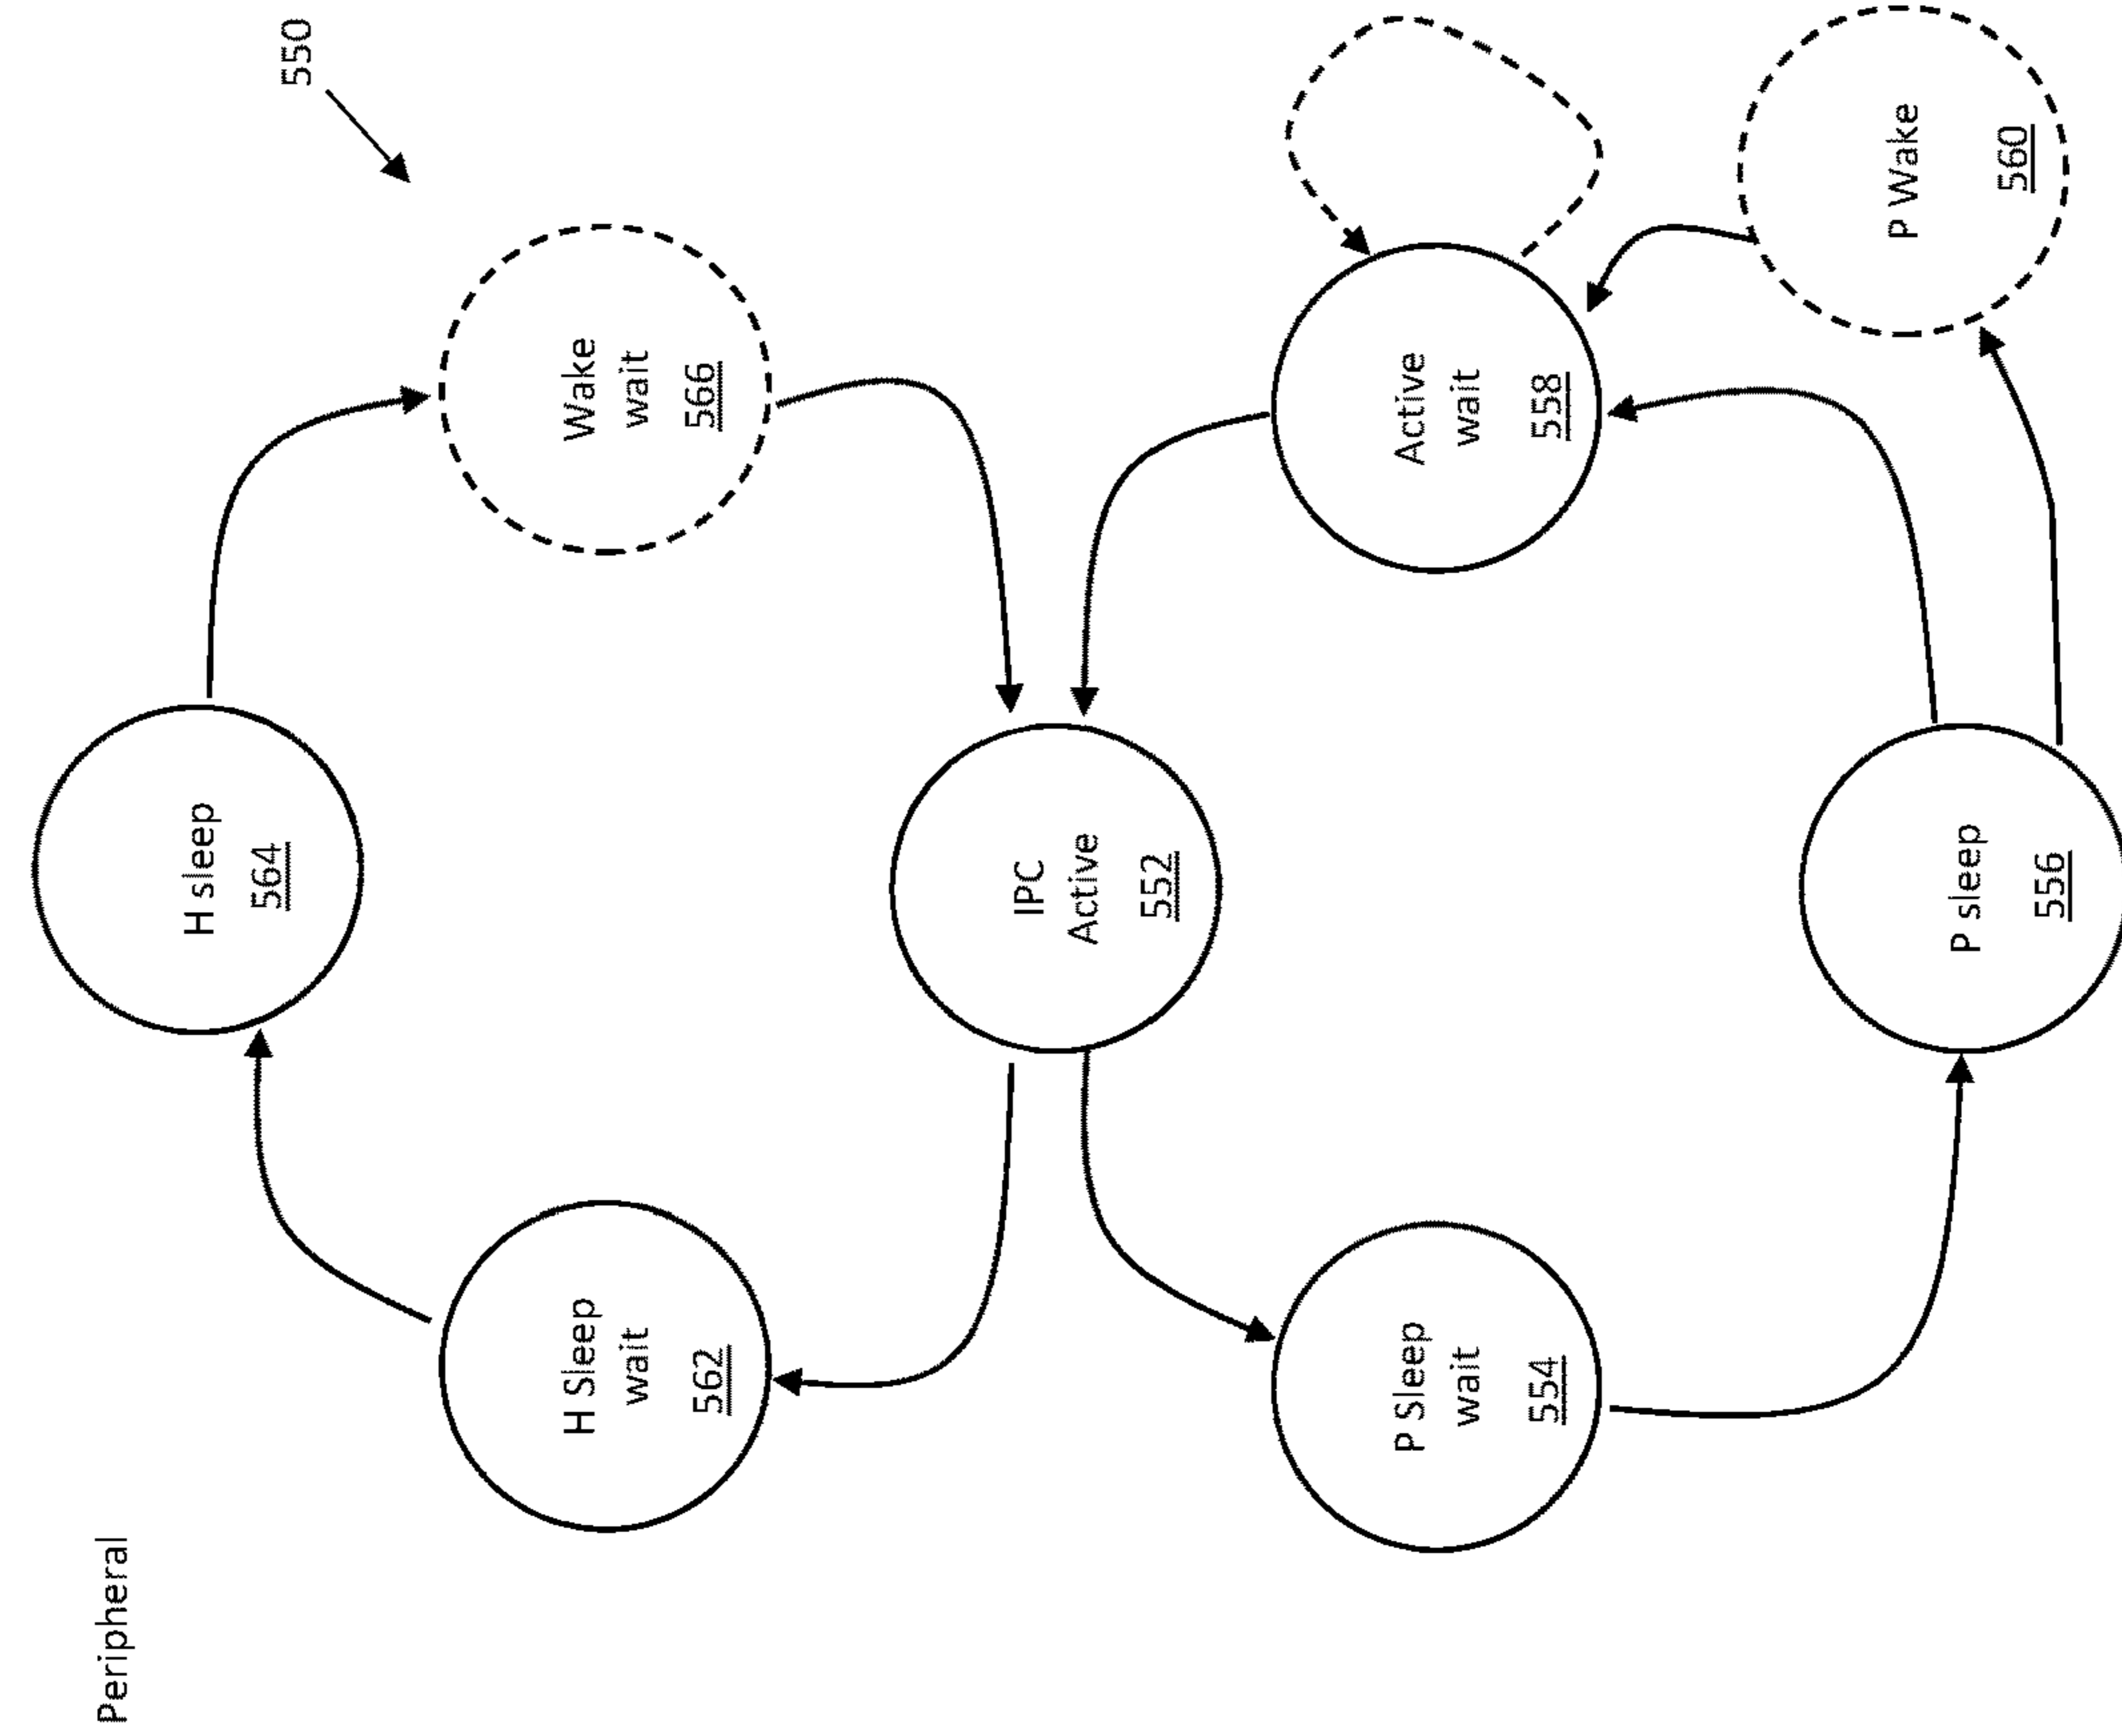 Peripheral
550
H sleep
564
H Sleep
wait
562
Wake
wait
566
IPC
Active
552
P Sleep
wait
554
Active
wait
558
P sleep
556
P Wake
560